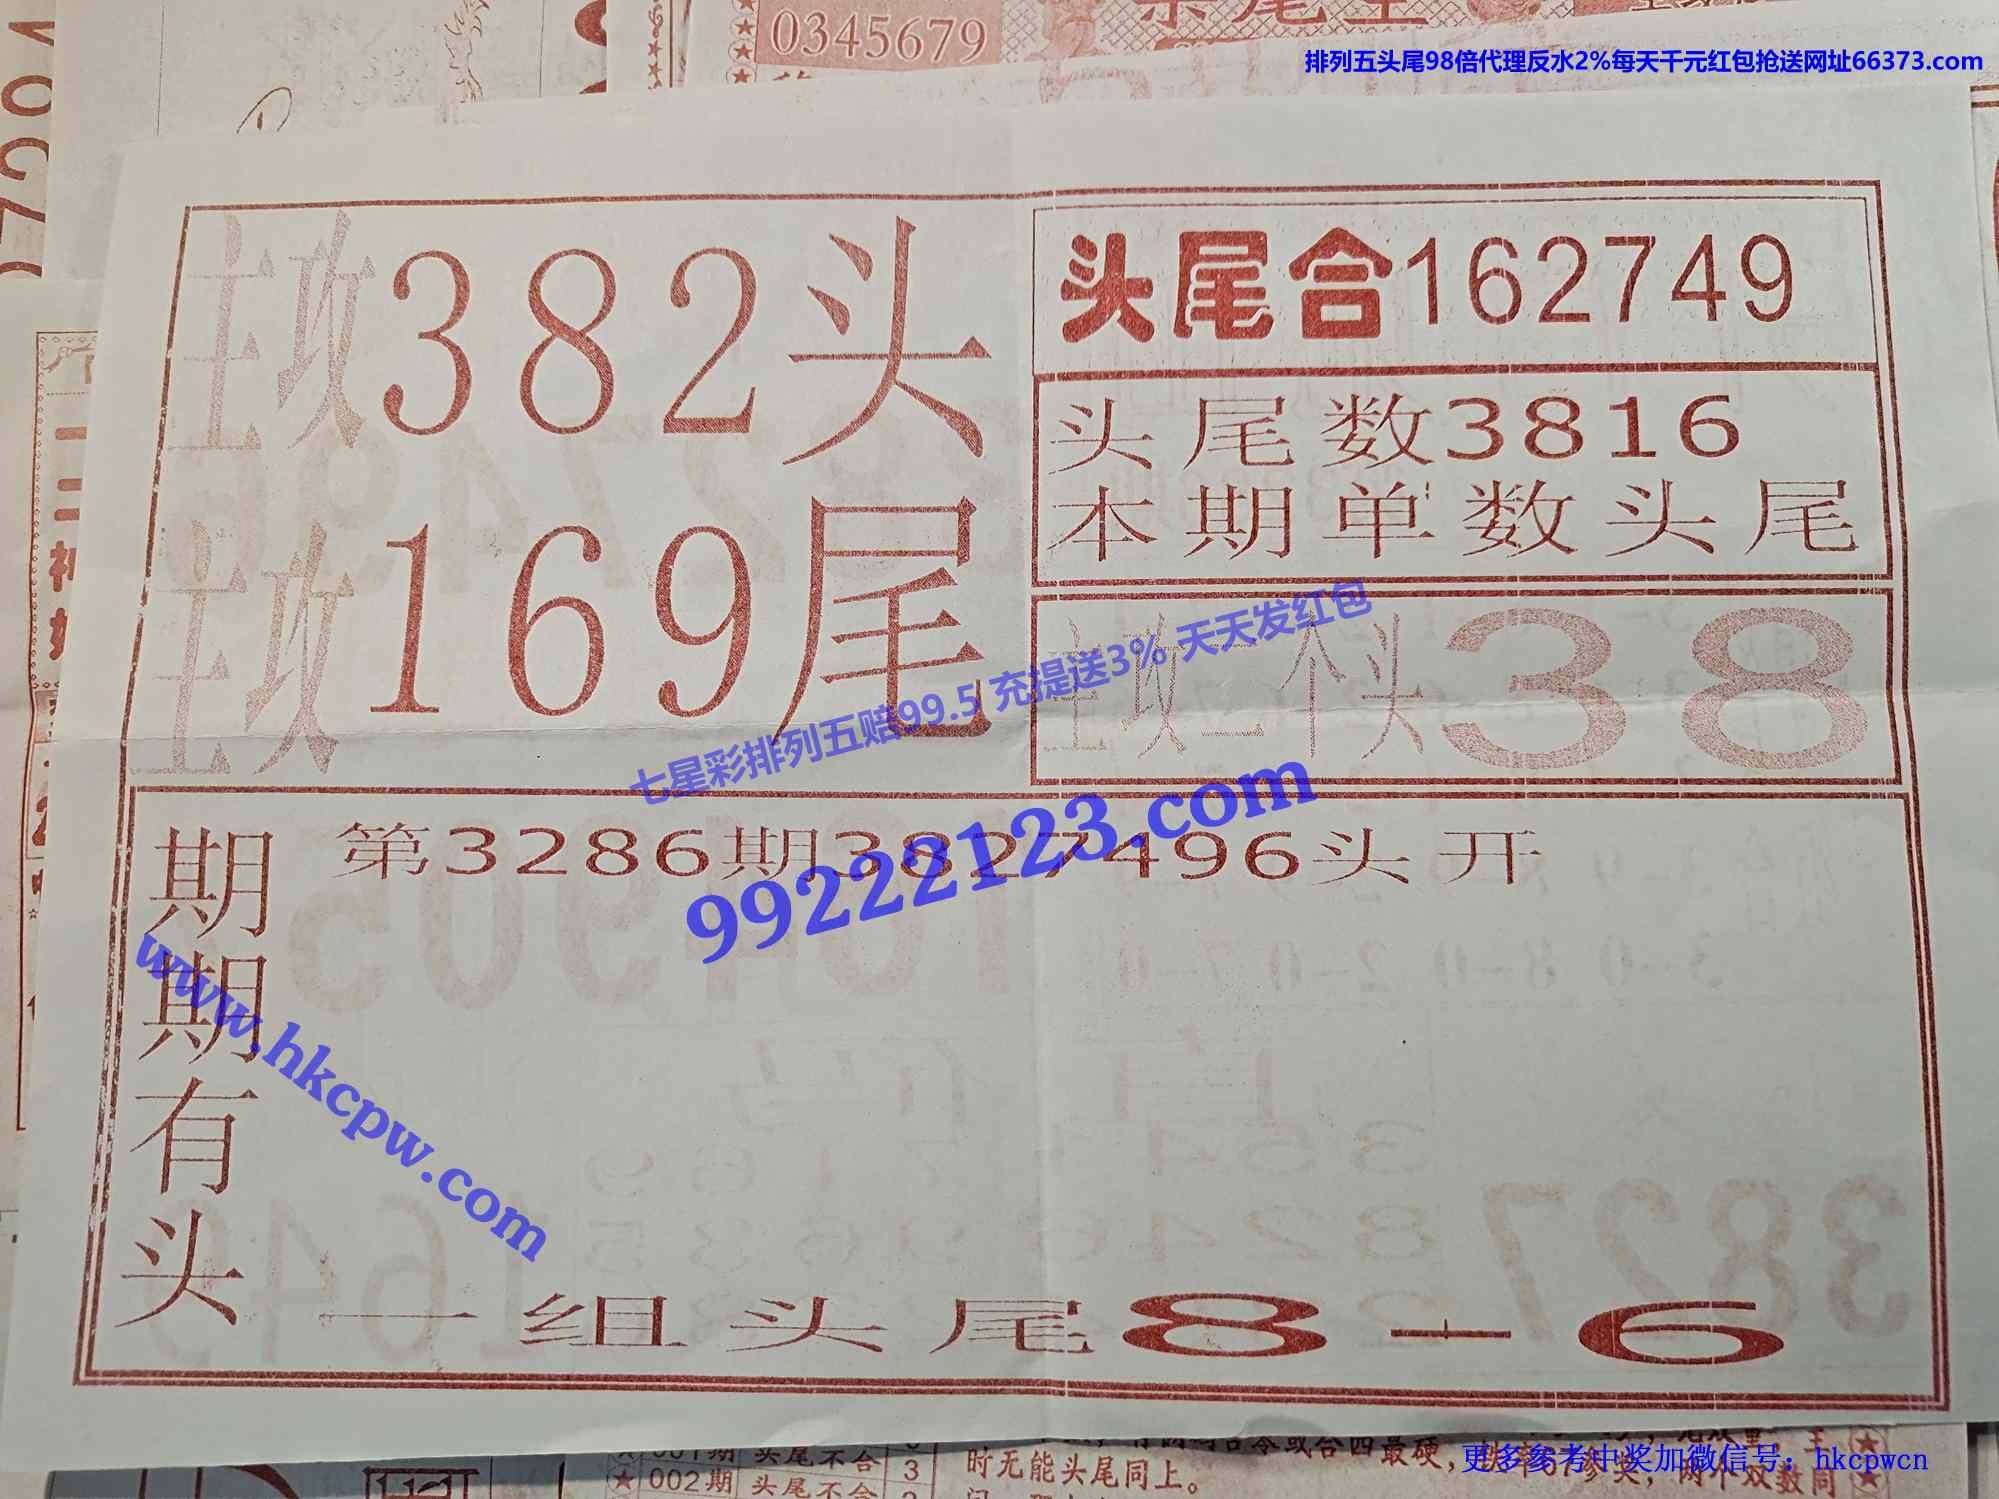 0345679
排列五头尾98倍代理反水2%每天千元红包抢送网址66373.com
主攻382头
主攻169尾
头尾合162749
头尾数3816
本期单数头尾
主攻二个头38
七星彩排列五赔99.5 充提送3% 天天发红包
99222123.com
期期有头
第3286期3827496头开
www.hkcpw.com
一组头尾8-6
001期 头尾不合
002期 头尾不合 3
时无能头尾同上。
更多参考中奖加微信号：hkcpwcn